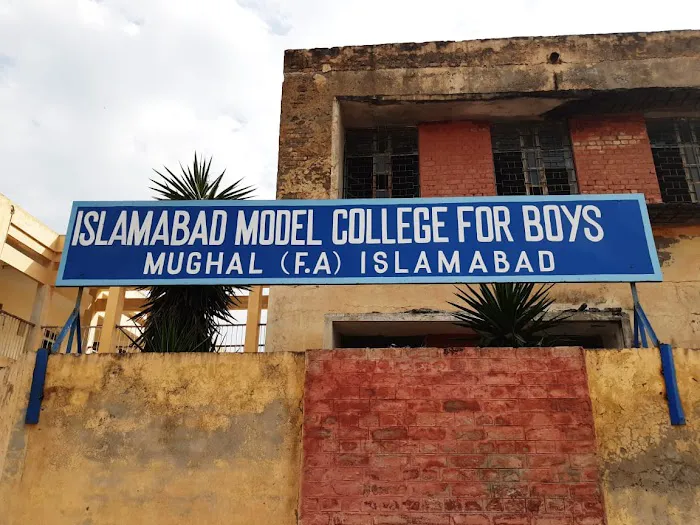 ISLAMABAD MODEL COLLEGE FOR BOYS
MUGHAL (F.A) ISLAMABAD